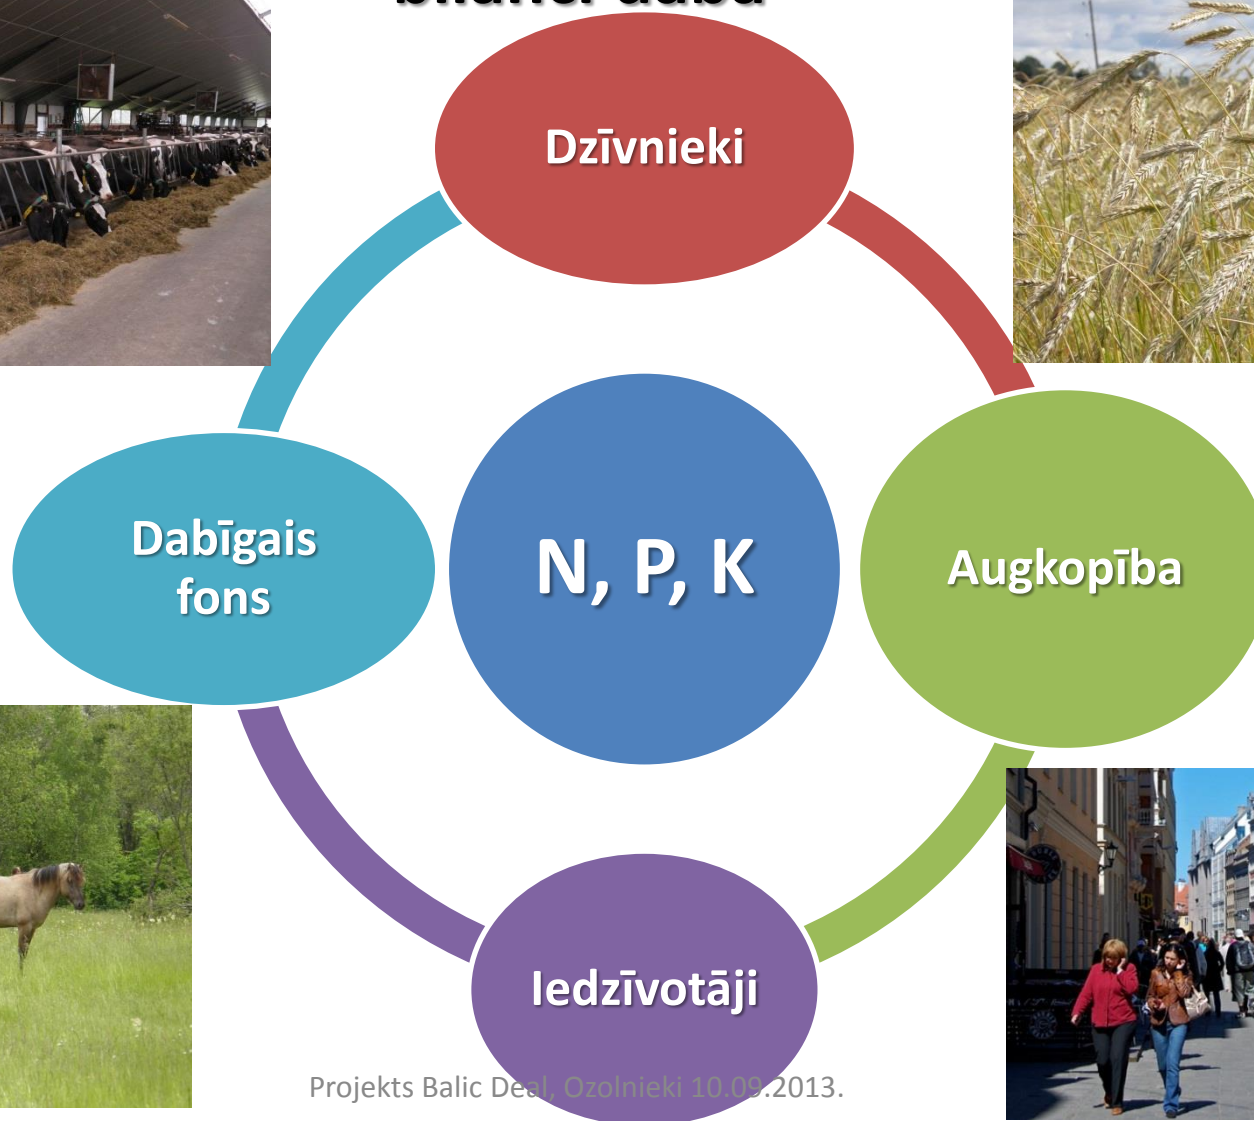 Dzīvnieki
Dabīgais
fons
N, P, K
Augkopība
Iedzīvotāji
Projekts Balic Deal, Ozolnieki 10.09.2013.